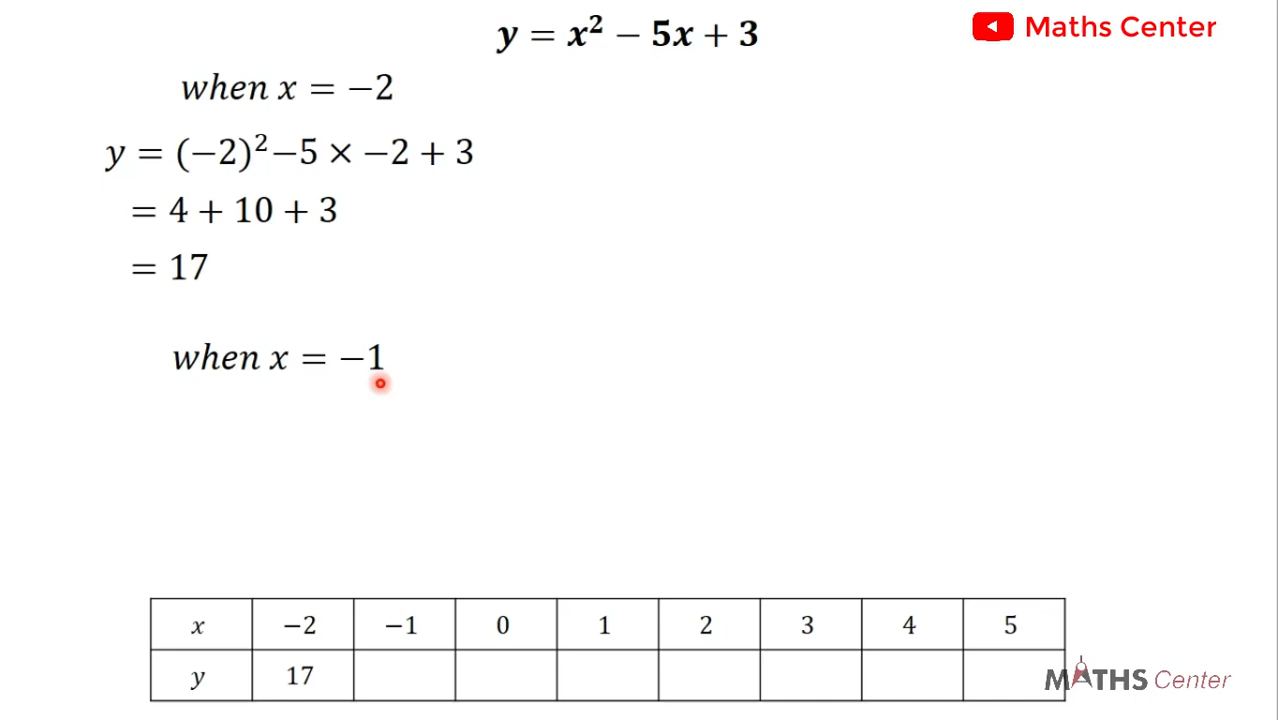 y = x² − 5x + 3
Maths Center
when x = −2
y = (−2)² −5 × −2 + 3
= 4 + 10 + 3
= 17
when x = −1
x −2 −1 0 1 2 3 4 5
y 17
MATHS Center